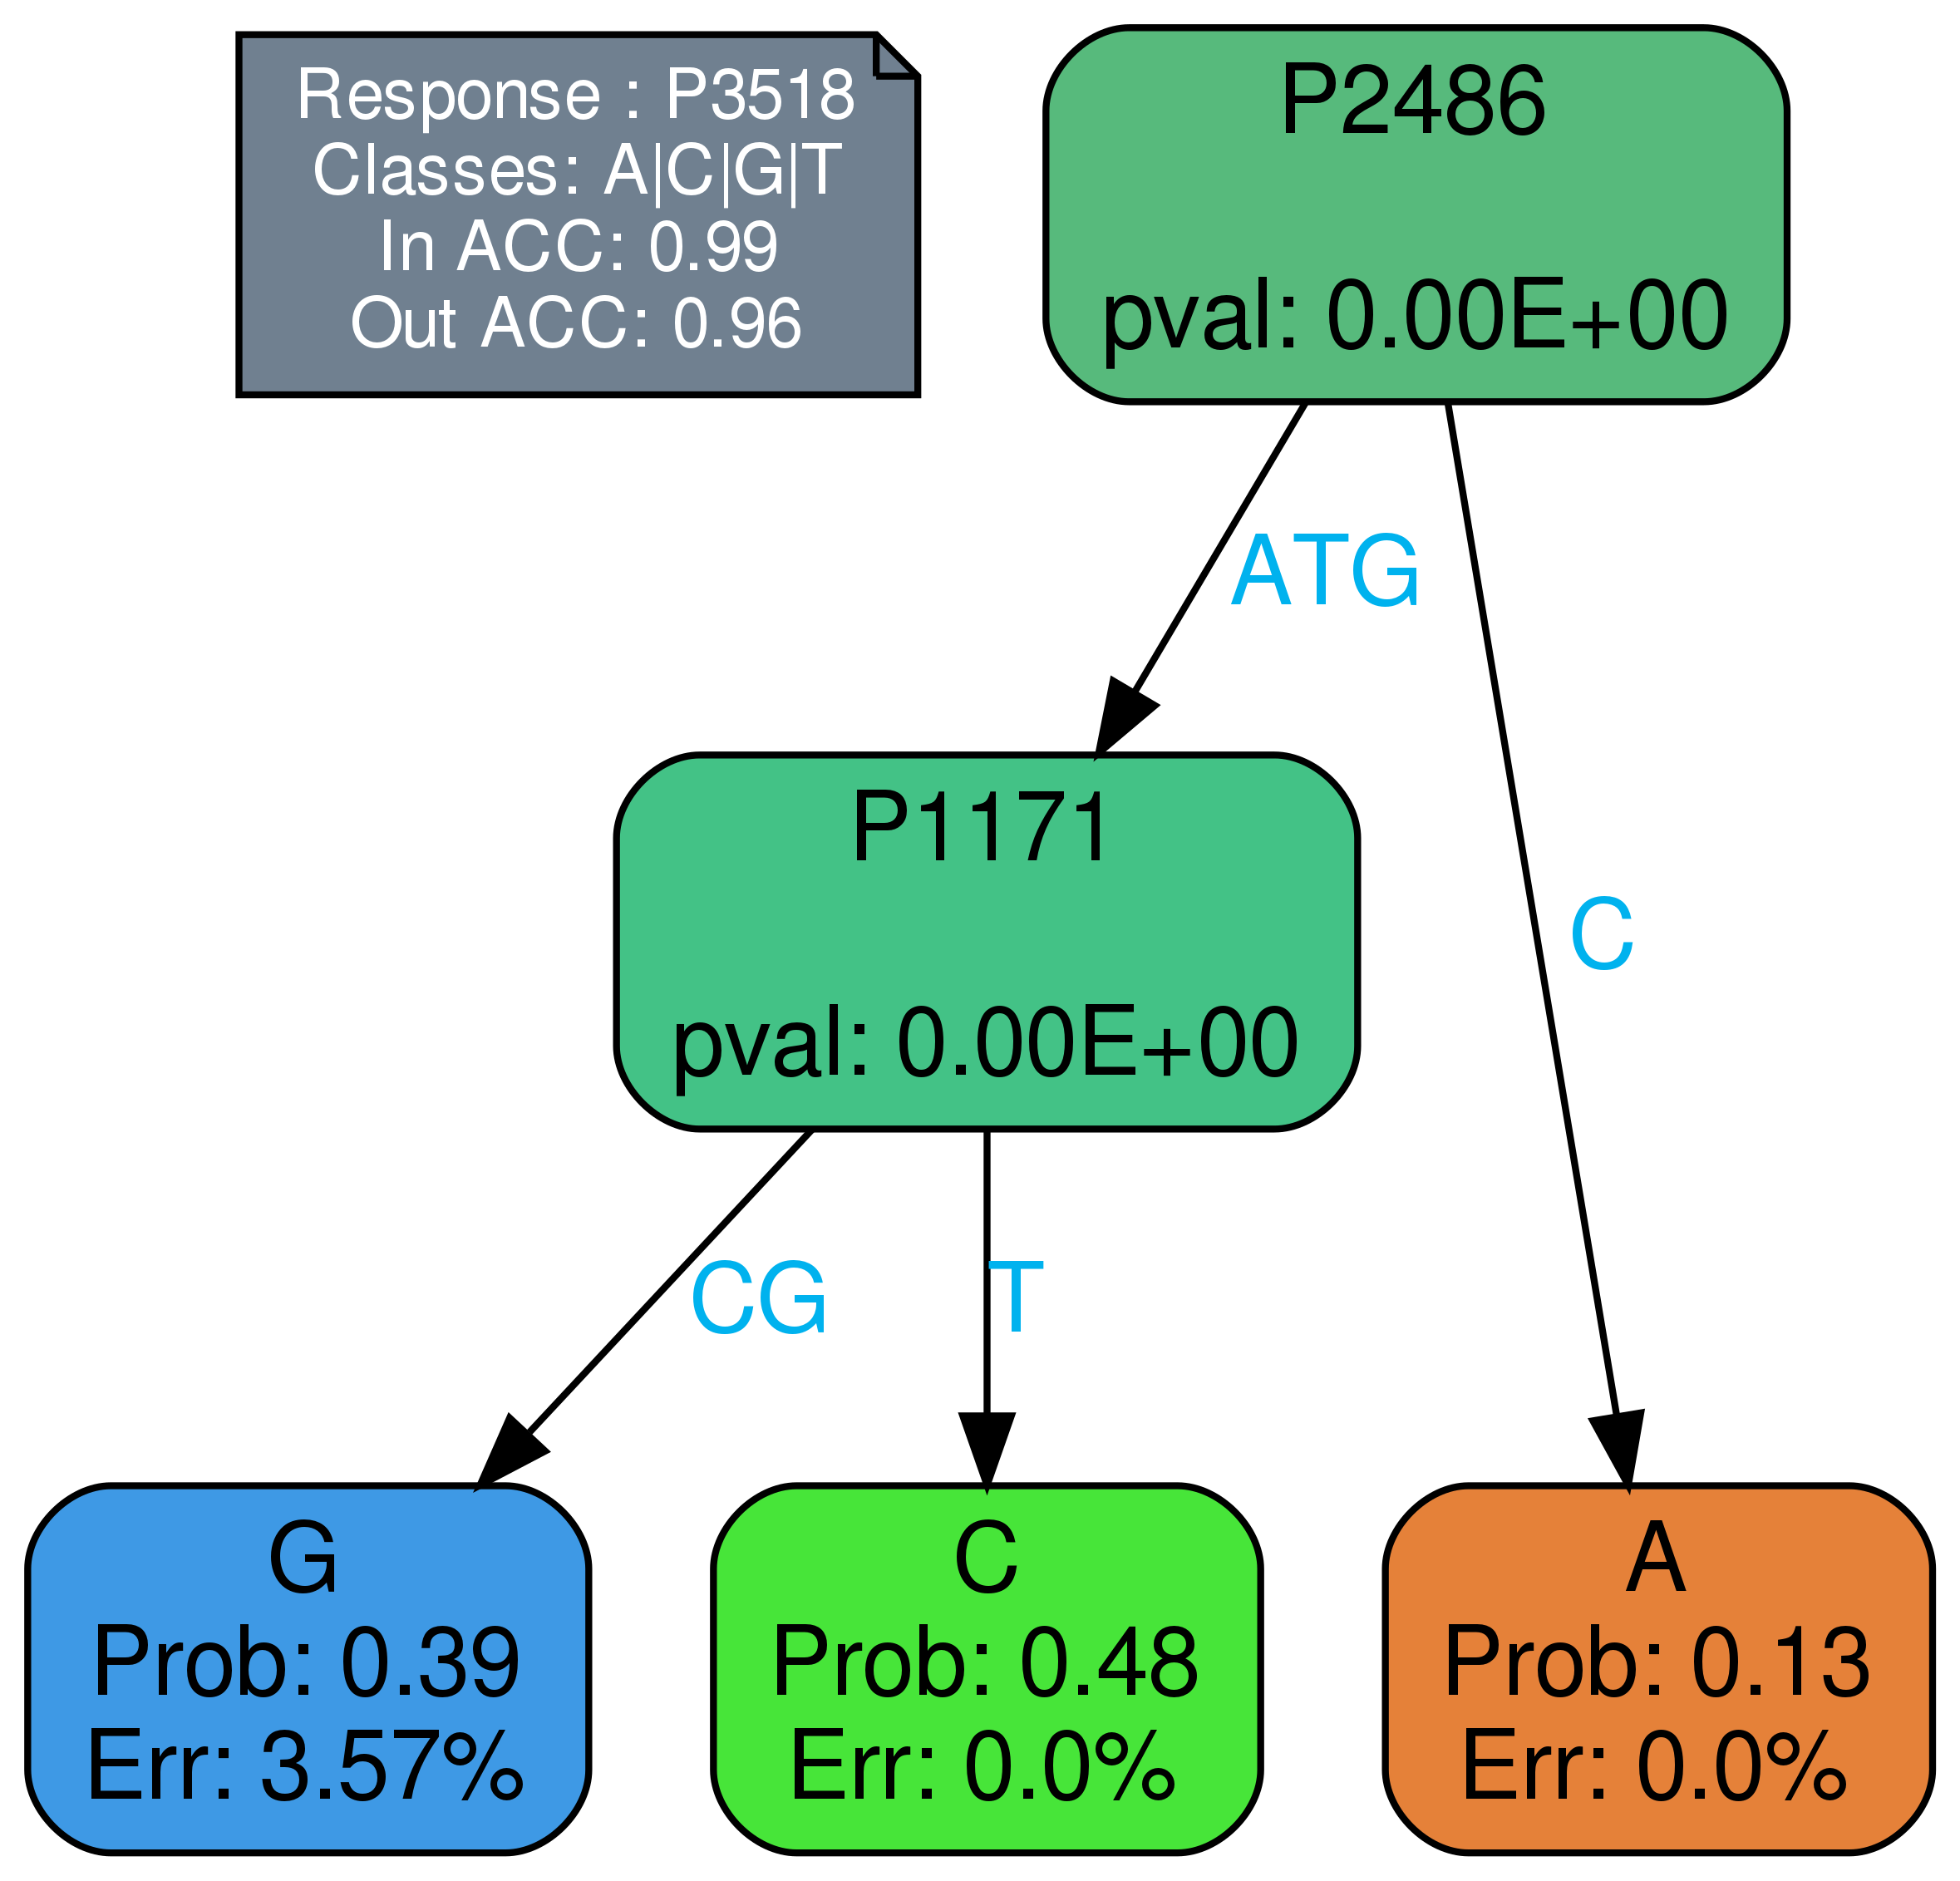 Response : P3518
Classes: A|C|G|T
In ACC: 0.99
Out ACC: 0.96
P2486
pval: 0.00E+00
ATG
C
P1171
pval: 0.00E+00
CG
T
G
Prob: 0.39
Err: 3.57%
C
Prob: 0.48
Err: 0.0%
A
Prob: 0.13
Err: 0.0%